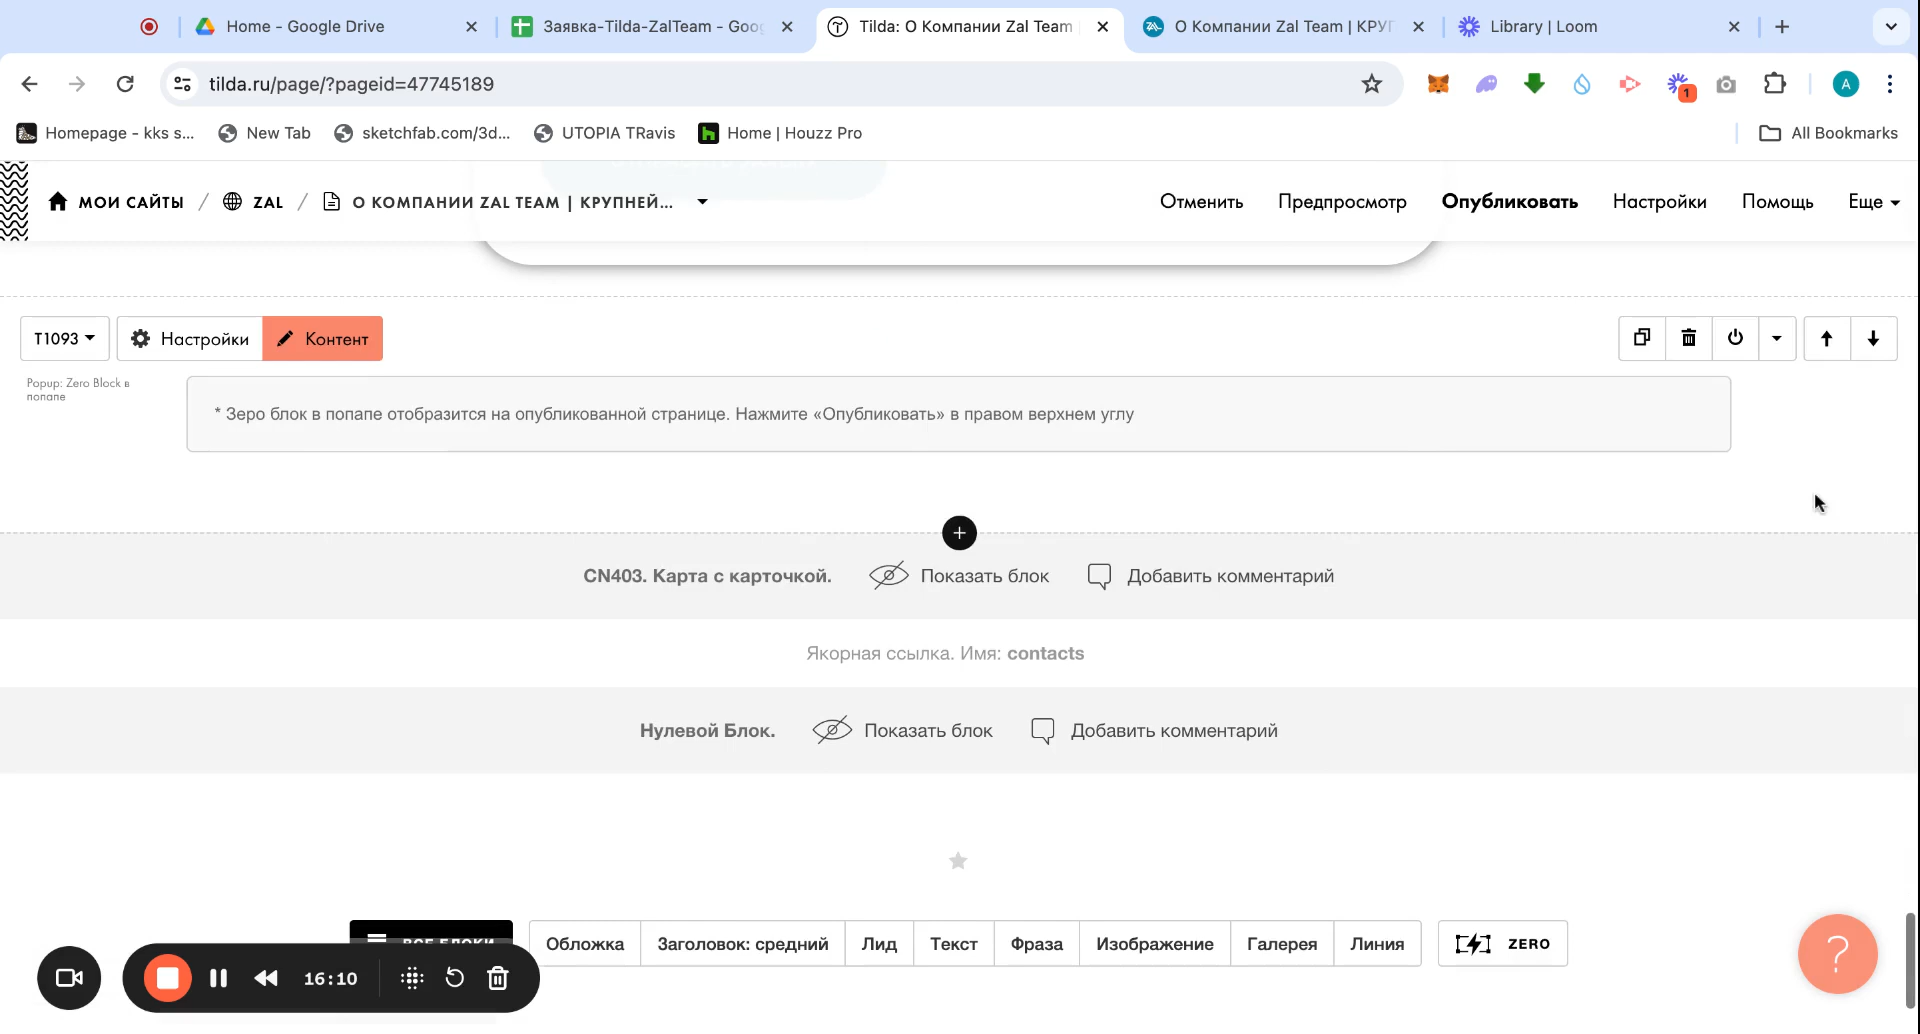 Home - Google Drive
Заявка-Tilda-ZalTeam - Goog
Tilda: О Компании Zal Team
О Компании Zal Team | КРУП
Library | Loom
tilda.ru/page/?pageid=47745189
1
A
Homepage - kks s...
New Tab
sketchfab.com/3d...
UTOPIA TRavis
Home | Houzz Pro
All Bookmarks
МОИ САЙТЫ / ZAL / О КОМПАНИИ ZAL TEAM | КРУПНЕЙ...
Отменить
Предпросмотр
Опубликовать
Настройки
Помощь
Еще
T1093
Настройки
Контент
Popup: Zero Block в
попапе
* Зеро блок в попапе отобразится на опубликованной странице. Нажмите «Опубликовать» в правом верхнем углу
CN403. Карта с карточкой.
Показать блок
Добавить комментарий
Якорная ссылка. Имя: contacts
Нулевой Блок.
Показать блок
Добавить комментарий
ВСЕ БЛОКИ
Обложка
Заголовок: средний
Лид
Текст
Фраза
Изображение
Галерея
Линия
ZERO
16:10
?